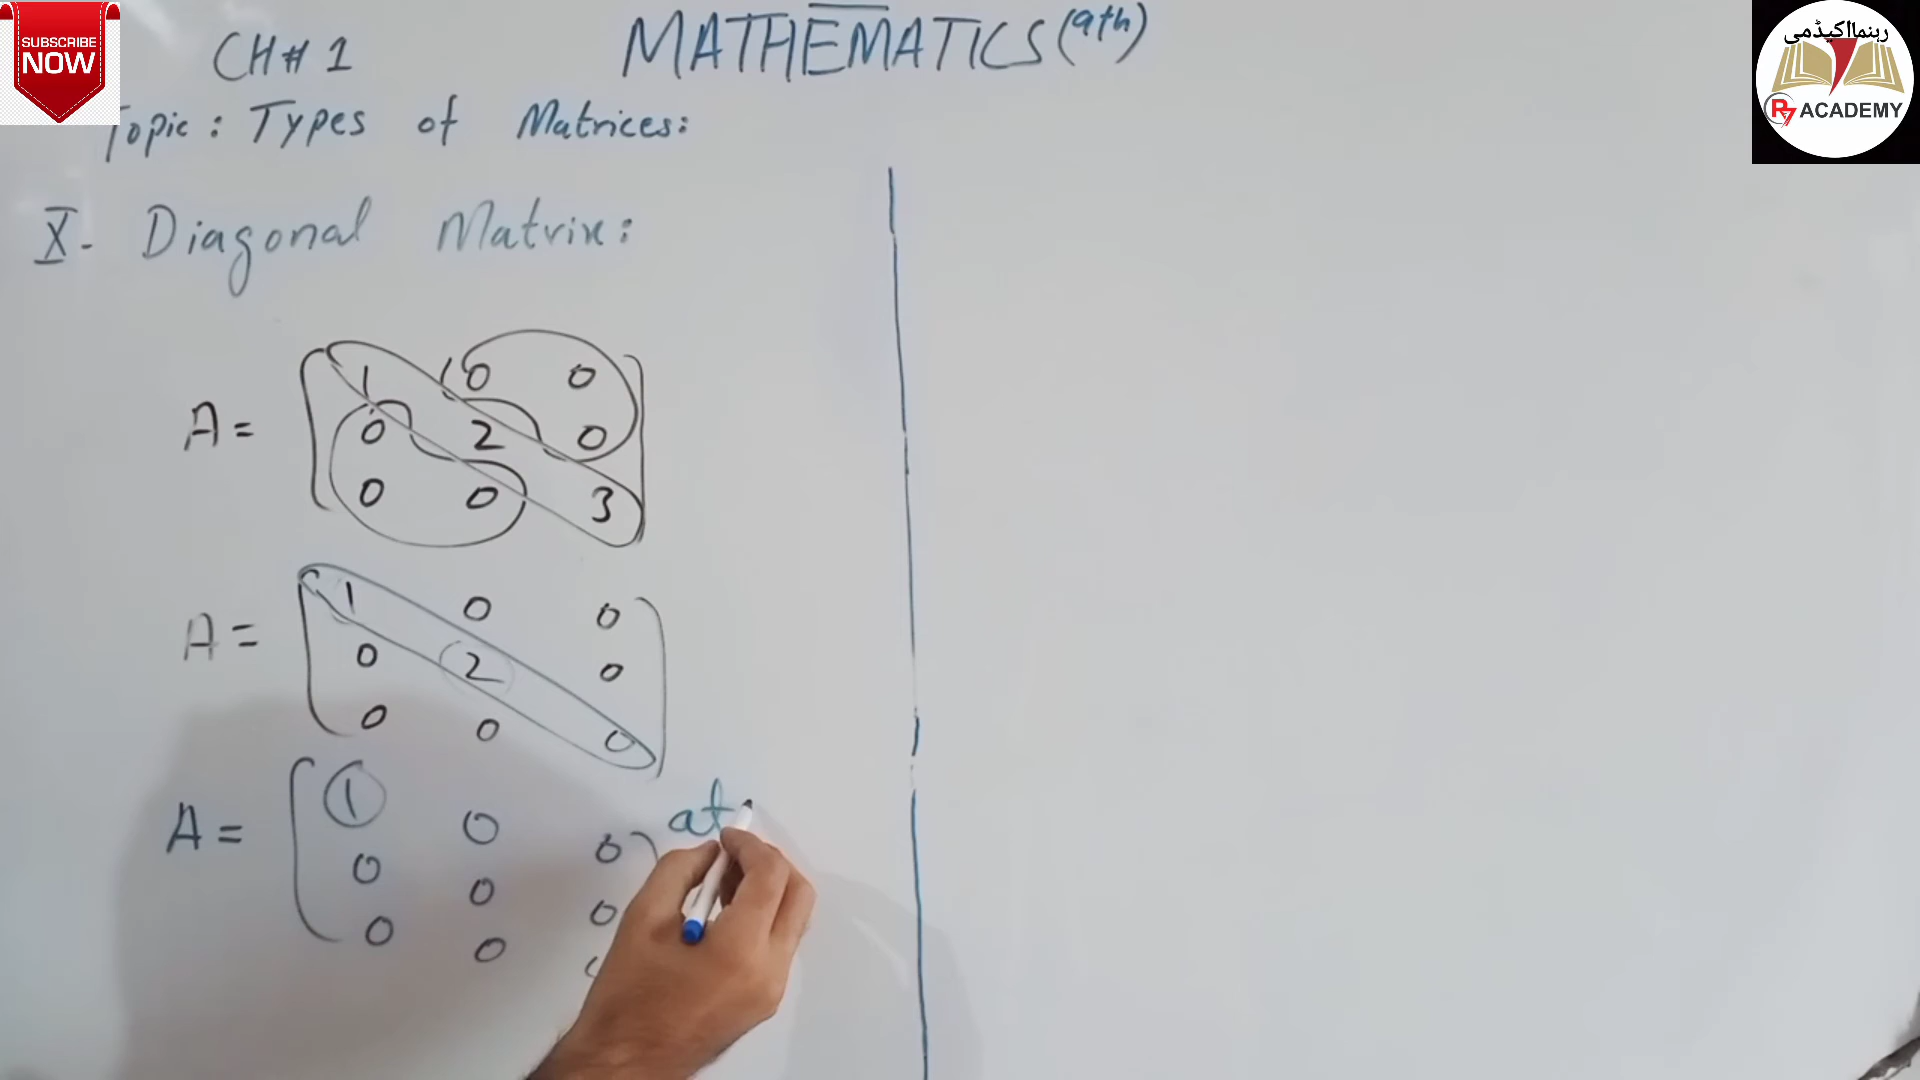 SUBSCRIBE
NOW
CH # 1 MATHEMATICS (9th)
Topic: Types of Matrices:
X- Diagonal Matrix:
A = 1 0 0
0 2 0
0 0 3
A = 1 0 0
0 2 0
0 0 0
A = 1 0 0
0 0 0
0 0
at
رہنما اکیڈمی
R7 ACADEMY